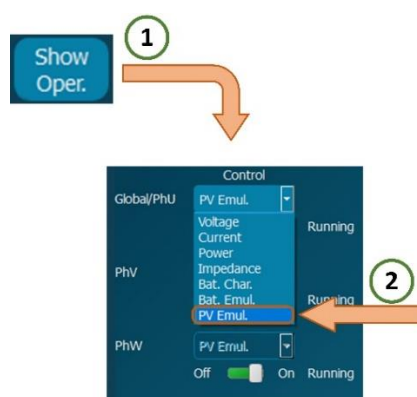 1
Show
Oper.
Control
Global/PhU PV Emul.
Voltage
Current
Power
Impedance
Bat. Char.
Bat. Emul.
PV Emul.
Running
PhV
Running
2
PhW PV Emul.
Off On Running